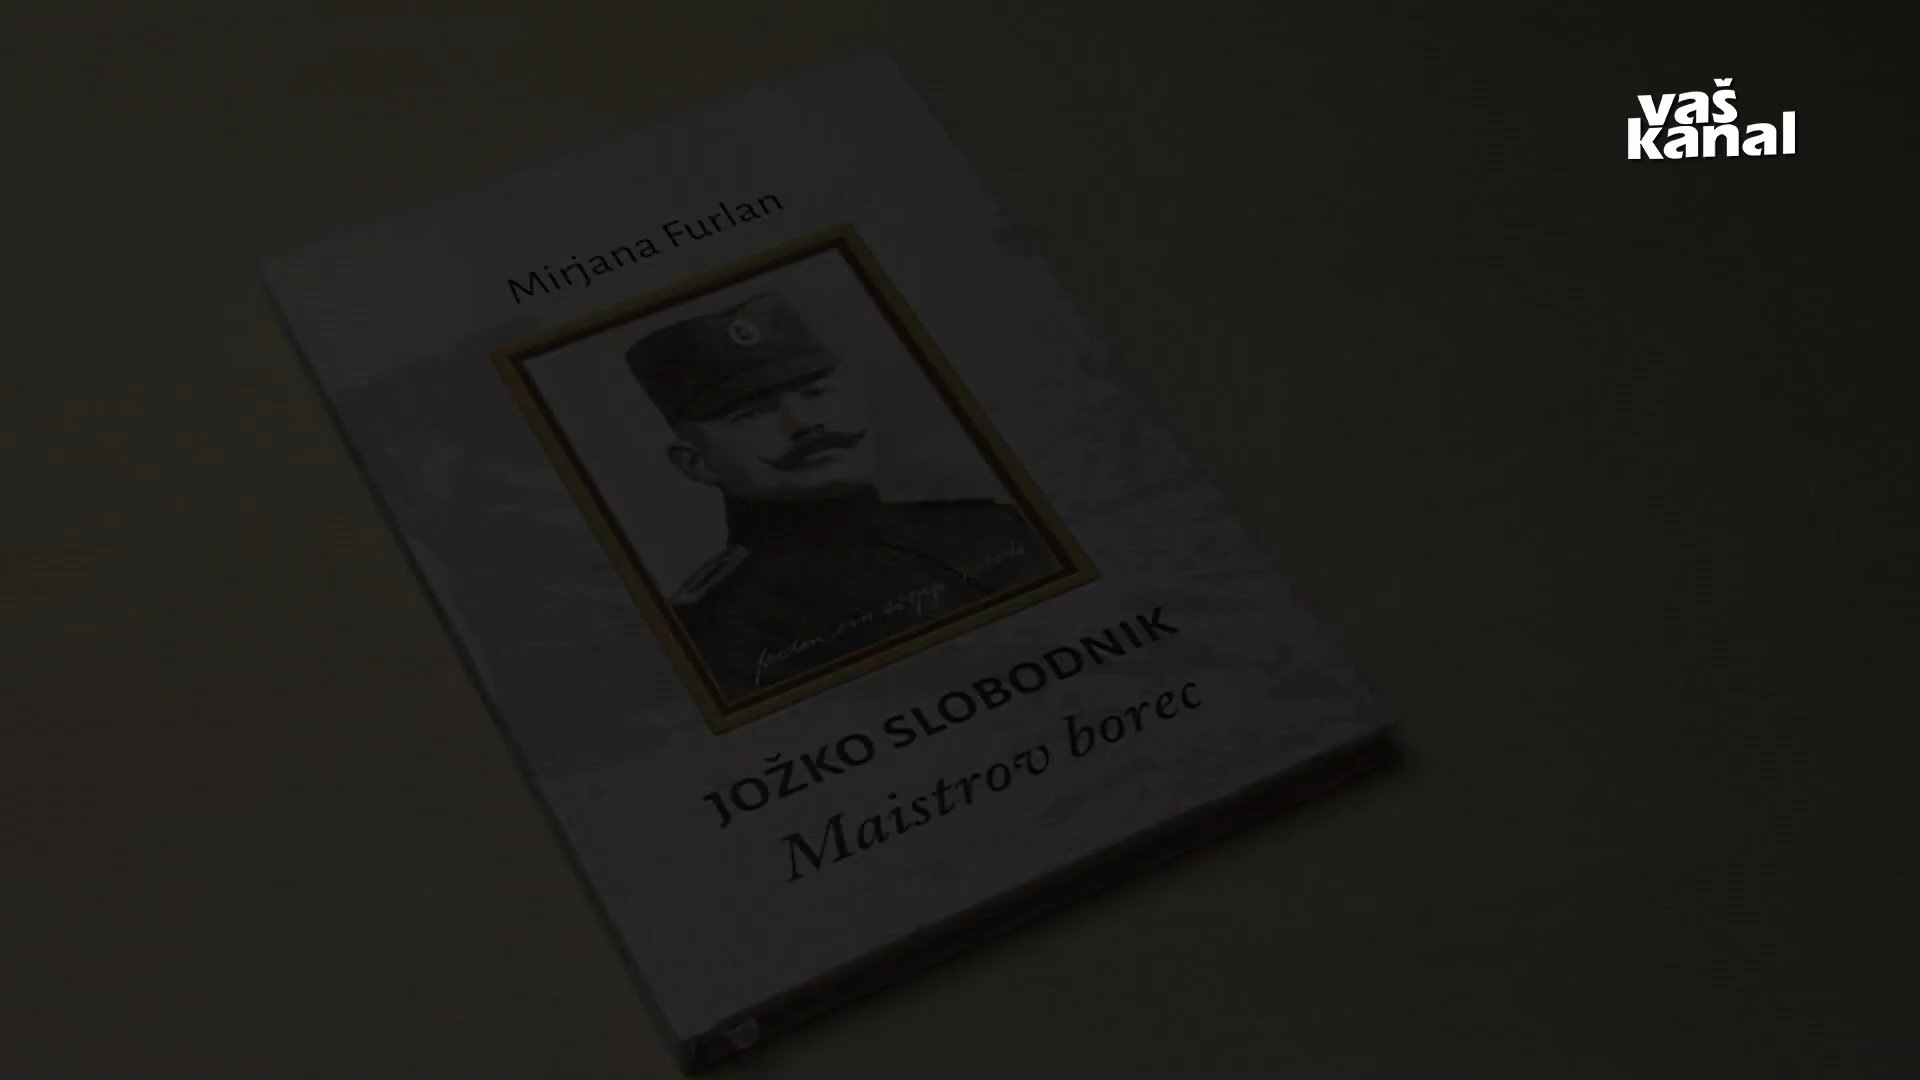 vaš
kanal
Mirjana Furlan
JOŽKO SLOBODNIK
Maistrov borec